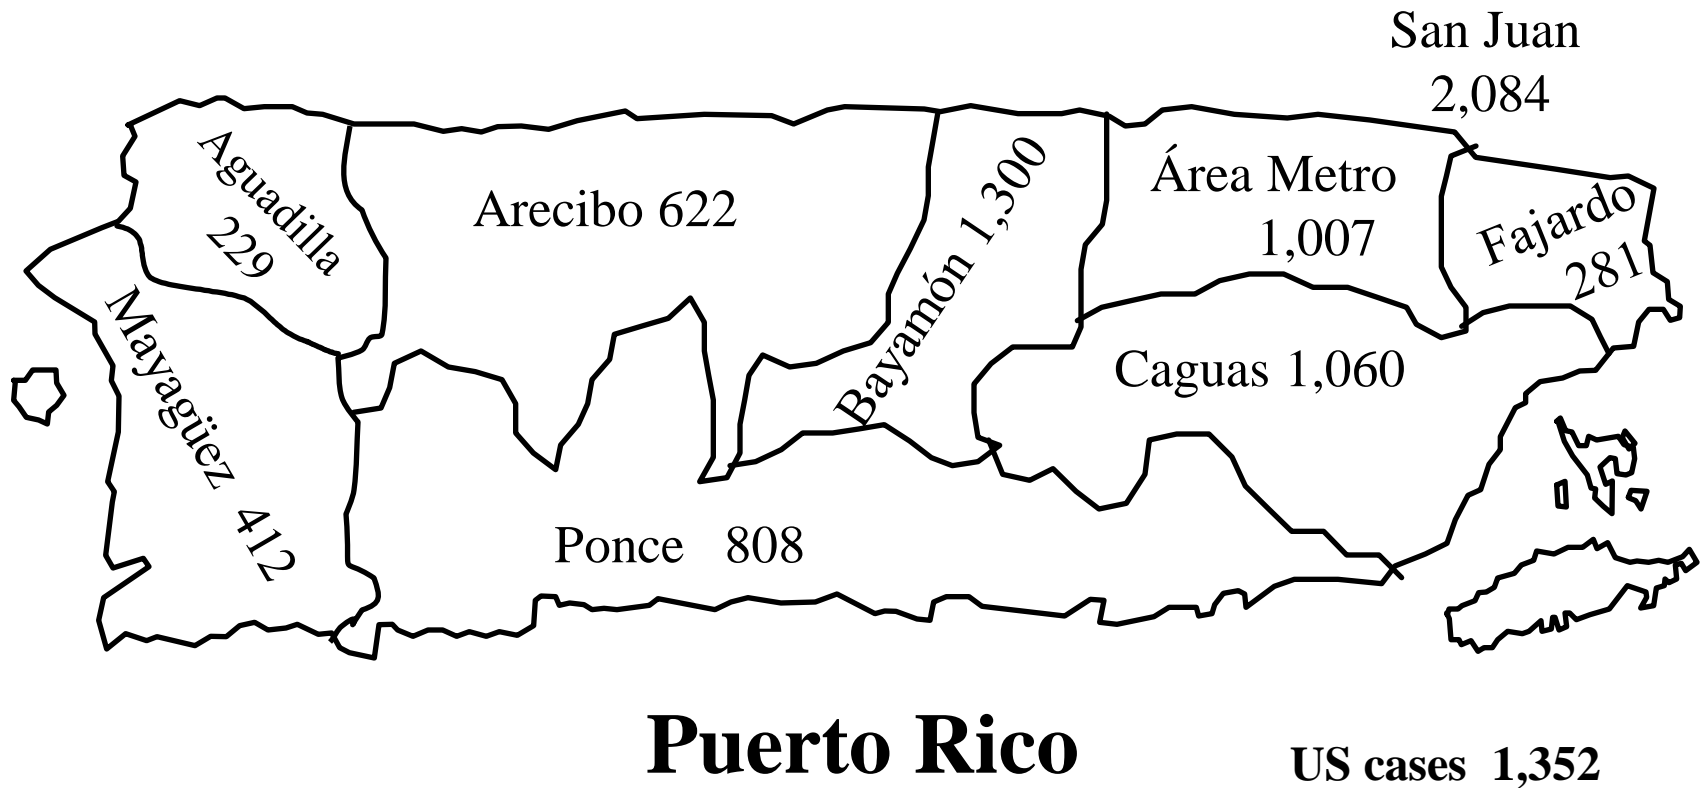 San Juan
2,084
Aguadilla
229
Arecibo 622
Bayamón 1,300
Área Metro
1,007
Fajardo
281
Mayagüez 412
Caguas 1,060
Ponce 808
Puerto Rico
US cases 1,352